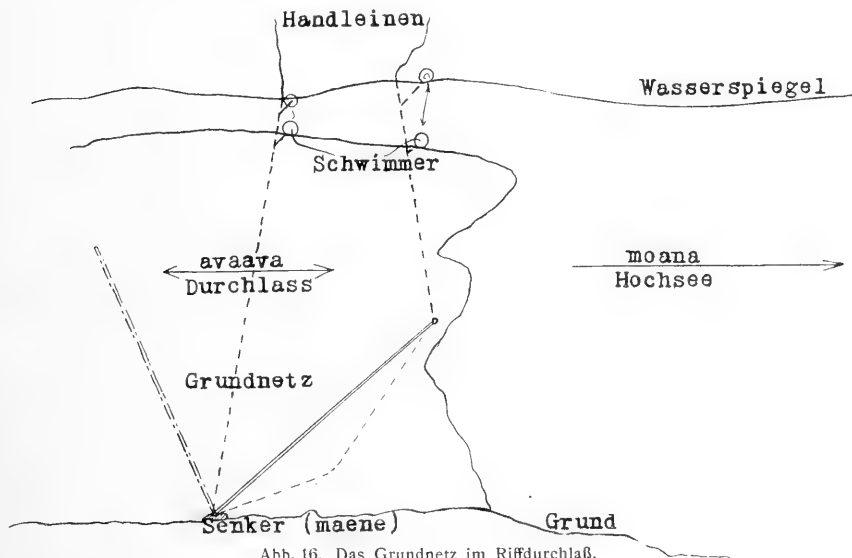 Handleinen
Wasserspiegel
Schwimmer
avaava
Durchlass
moana
Hochsee
Grundnetz
Senker (maene)
Grund
Abb. 16. Das Grundnetz im Riffdurchlaß.